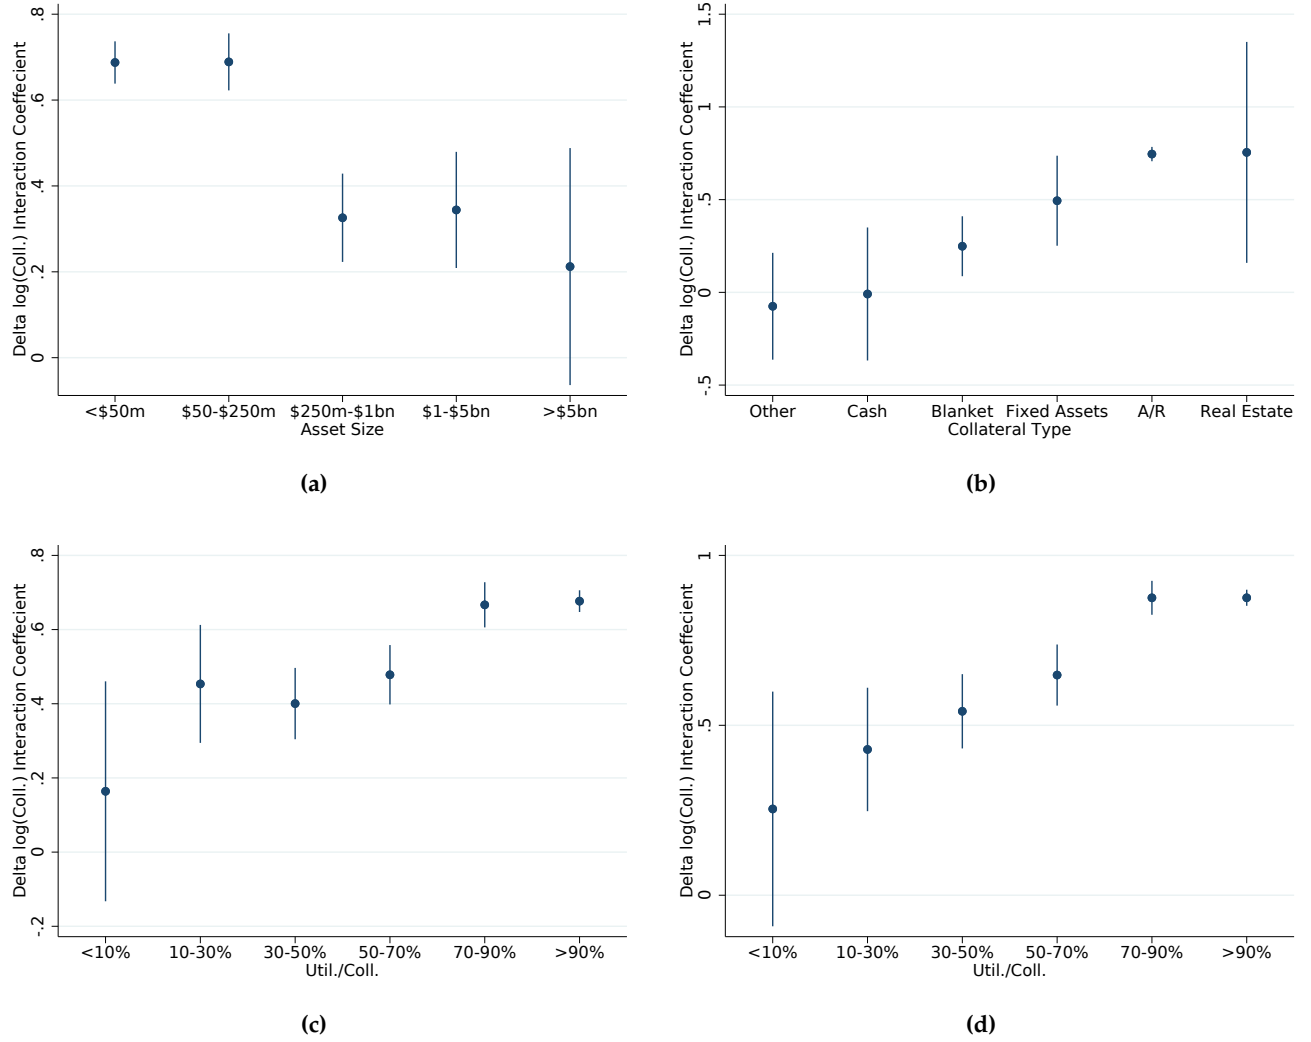 Delta log(Coll.) Interaction Coeffecient
.8
.6
.4
.2
0
<$50m $50-$250m $250m-$1bn $1-$5bn >$5bn
Asset Size
(a)
Delta log(Coll.) Interaction Coeffecient
1.5
1
.5
0
-.5
Other Cash Blanket Fixed Assets A/R Real Estate
Collateral Type
(b)
Delta log(Coll.) Interaction Coeffecient
.8
.6
.4
.2
0
-.2
<10% 10-30% 30-50% 50-70% 70-90% >90%
Util./Coll.
(c)
Delta log(Coll.) Interaction Coeffecient
1
.5
0
<10% 10-30% 30-50% 50-70% 70-90% >90%
Util./Coll.
(d)